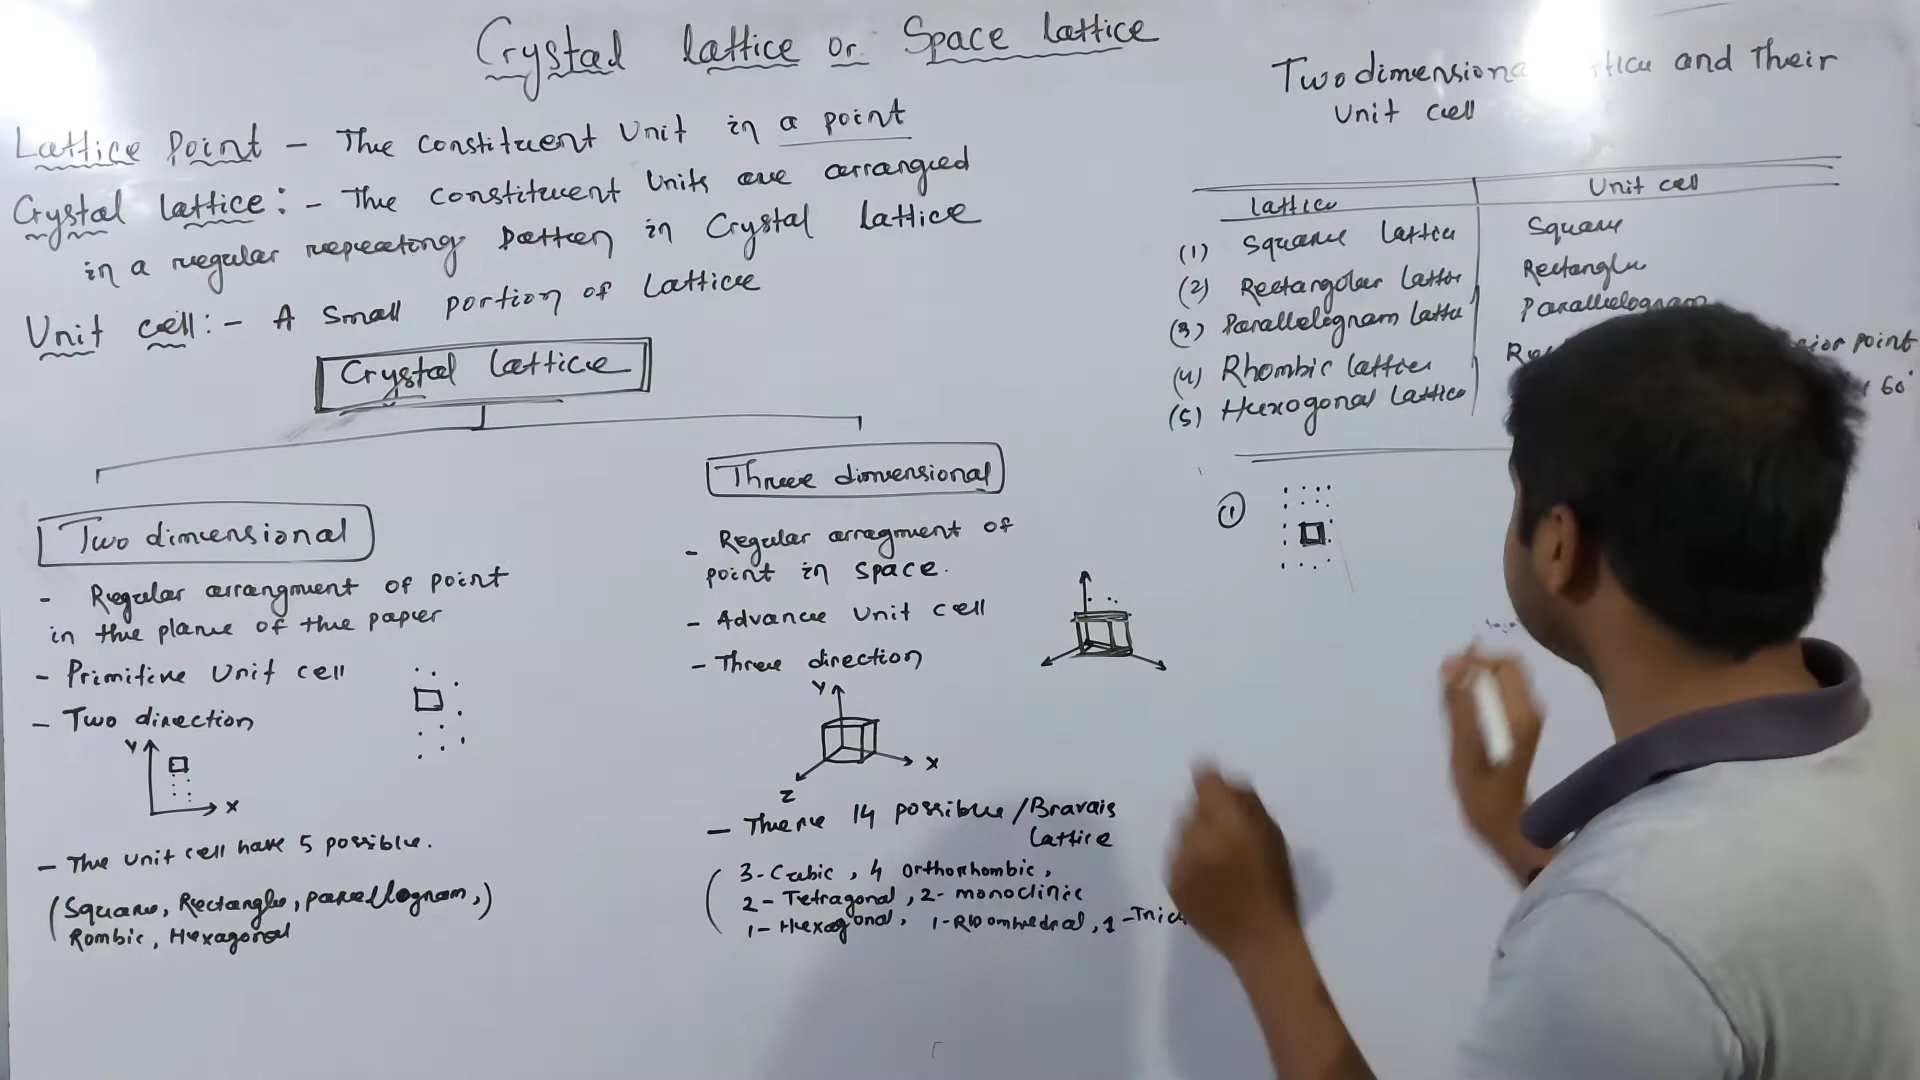 Crystal lattice or Space lattice
Lattice Point - The constituent Unit in a point
Crystal lattice: - The constituent Units are arranged
in a regular repeating Pattern in Crystal Lattice
Unit cell: - A Small portion of Lattice
Crystal lattice
Two dimensional
- Regular arrangment of point
in the plane of the paper
- Primitive Unit cell
- Two direction
Y
X
- The unit cell have 5 possible.
(Square, Rectangle, parellogram,)
Rombic, Hexagonal
Three dimensional
- Regular arragment of
point in space.
- Advance Unit cell
- Three direction
Y
X
Z
- There 14 possible/Bravais
Lattice
3-Cubic, 4 orthorhombic,
2-Tetragonal, 2-monoclinic
1-Hexagonal, 1-Rhomhedral, 1-Tric
Two dimensional and Their
Unit cell
Lattice Unit cell
(1) Square Lattice Square
(2) Rectangular Lattice Rectangle
(3) Parallelogram Lattice Parallelogram
(4) Rhombic Lattice point
(5) Hexogonal Lattice 60°
①